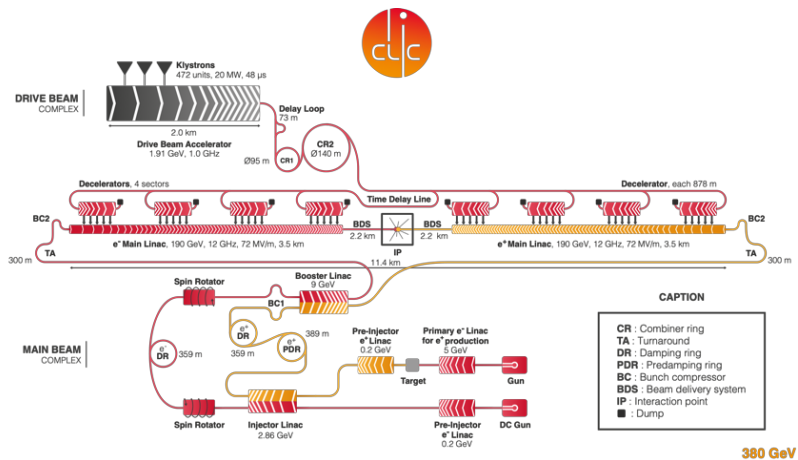 clic
Klystrons
472 units, 20 MW, 48 µs
DRIVE BEAM
COMPLEX
Delay Loop
73 m
2.0 km
Drive Beam Accelerator
1.91 GeV, 1.0 GHz
CR2
Ø140 m
CR1
Ø95 m
Decelerators, 4 sectors
Time Delay Line
Decelerator, each 878 m
BC2
BDS
2.2 km
BDS
2.2 km
BC2
e⁻ Main Linac, 190 GeV, 12 GHz, 72 MV/m, 3.5 km
IP
e⁺ Main Linac, 190 GeV, 12 GHz, 72 MV/m, 3.5 km
TA
300 m
TA
300 m
11.4 km
Spin Rotator
Booster Linac
9 GeV
BC1
MAIN BEAM
COMPLEX
e⁻
DR
359 m
e⁺
DR
359 m
e⁺
PDR
389 m
Pre-Injector
e⁺ Linac
0.2 GeV
Primary e⁻ Linac
for e⁺ production
5 GeV
Target
Gun
Spin Rotator
Injector Linac
2.86 GeV
Pre-Injector
e⁻ Linac
0.2 GeV
DC Gun
CAPTION
CR : Combiner ring
TA : Turnaround
DR : Damping ring
PDR : Predamping ring
BC : Bunch compressor
BDS : Beam delivery system
IP : Interaction point
: Dump
380 GeV